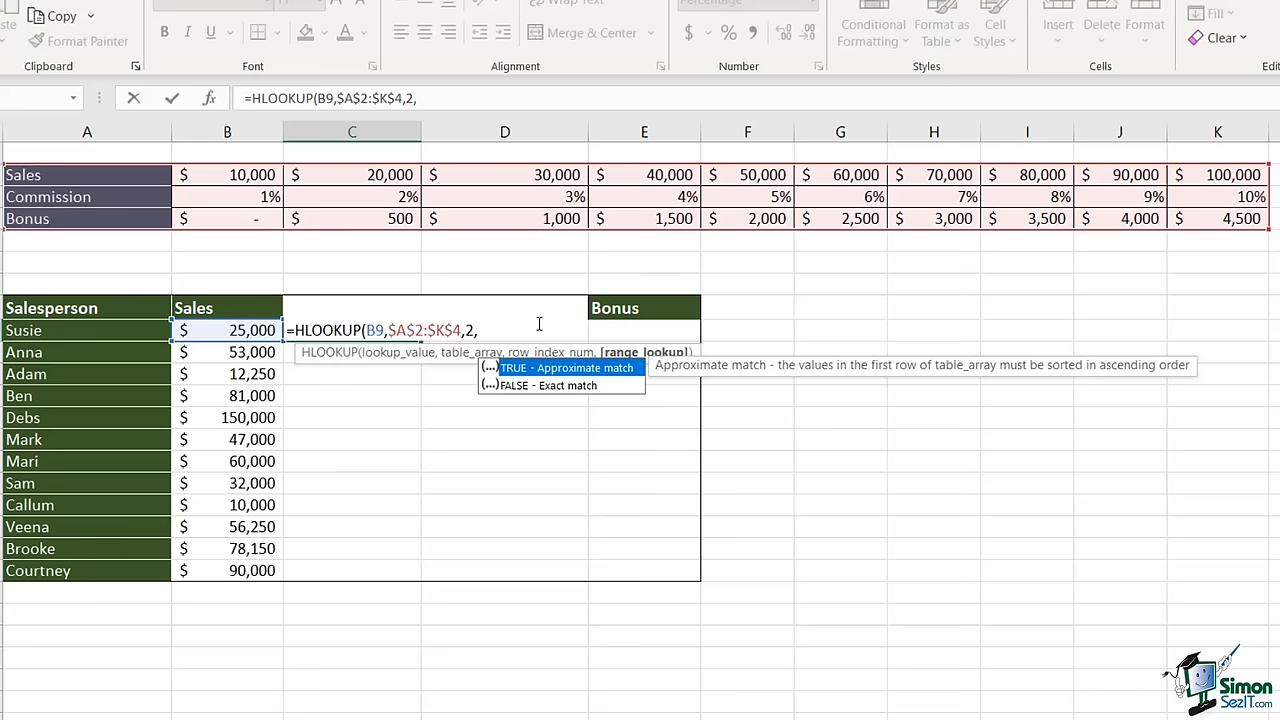 Copy
Format Painter
B I U A
Merge & Center
$ % 9
Conditional Formatting
Format as Table
Cell Styles
Insert
Delete
Format
Fill
Clear
Clipboard
Font
Alignment
Number
Styles
Cells
fx =HLOOKUP(B9,$A$2:$K$4,2,
A B C D E F G H I J K
Sales $ 10,000 $ 20,000 $ 30,000 $ 40,000 $ 50,000 $ 60,000 $ 70,000 $ 80,000 $ 90,000 $ 100,000
Commission 1% 2% 3% 4% 5% 6% 7% 8% 9% 10%
Bonus $ - $ 500 $ 1,000 $ 1,500 $ 2,000 $ 2,500 $ 3,000 $ 3,500 $ 4,000 $ 4,500
Salesperson Sales Bonus
Susie $ 25,000 =HLOOKUP(B9,$A$2:$K$4,2,
HLOOKUP(lookup_value, table_array, row_index_num, [range_lookup])
Anna $ 53,000
(...) TRUE - Approximate match
Approximate match - the values in the first row of table_array must be sorted in ascending order
(...) FALSE - Exact match
Adam $ 12,250
Ben $ 81,000
Debs $ 150,000
Mark $ 47,000
Mari $ 60,000
Sam $ 32,000
Callum $ 10,000
Veena $ 56,250
Brooke $ 78,150
Courtney $ 90,000
Simon
SezIT.com